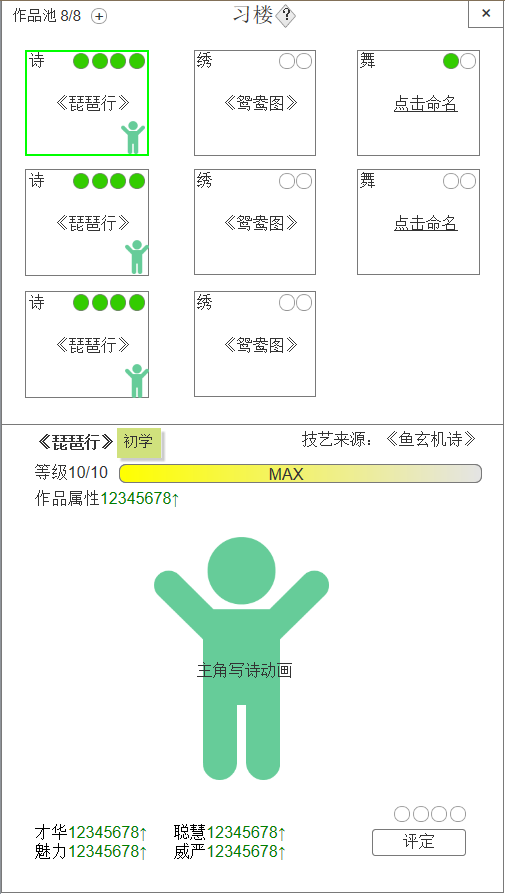 作品池 8/8 +
习楼 ?
×
诗
《琵琶行》
绣
《鸳鸯图》
舞
点击命名
诗
《琵琶行》
绣
《鸳鸯图》
舞
点击命名
诗
《琵琶行》
绣
《鸳鸯图》
《琵琶行》 初学
技艺来源：《鱼玄机诗》
等级10/10 MAX
作品属性12345678↑
主角写诗动画
才华12345678↑ 聪慧12345678↑
魅力12345678↑ 威严12345678↑
评定